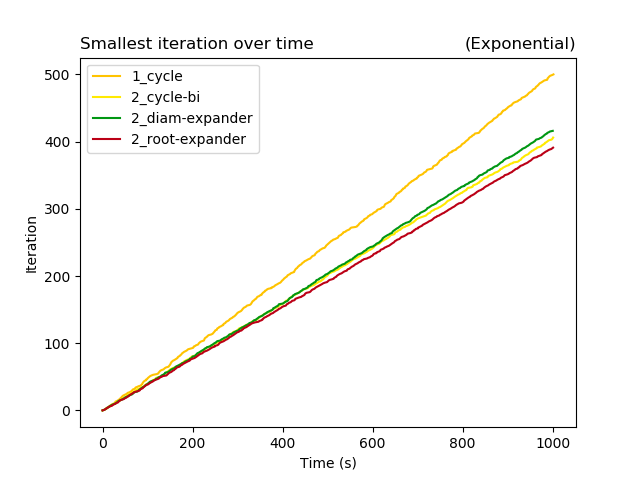 Smallest iteration over time (Exponential)
1_cycle
2_cycle-bi
2_diam-expander
2_root-expander
500
400
300
200
100
0
Iteration
0 200 400 600 800 1000
Time (s)